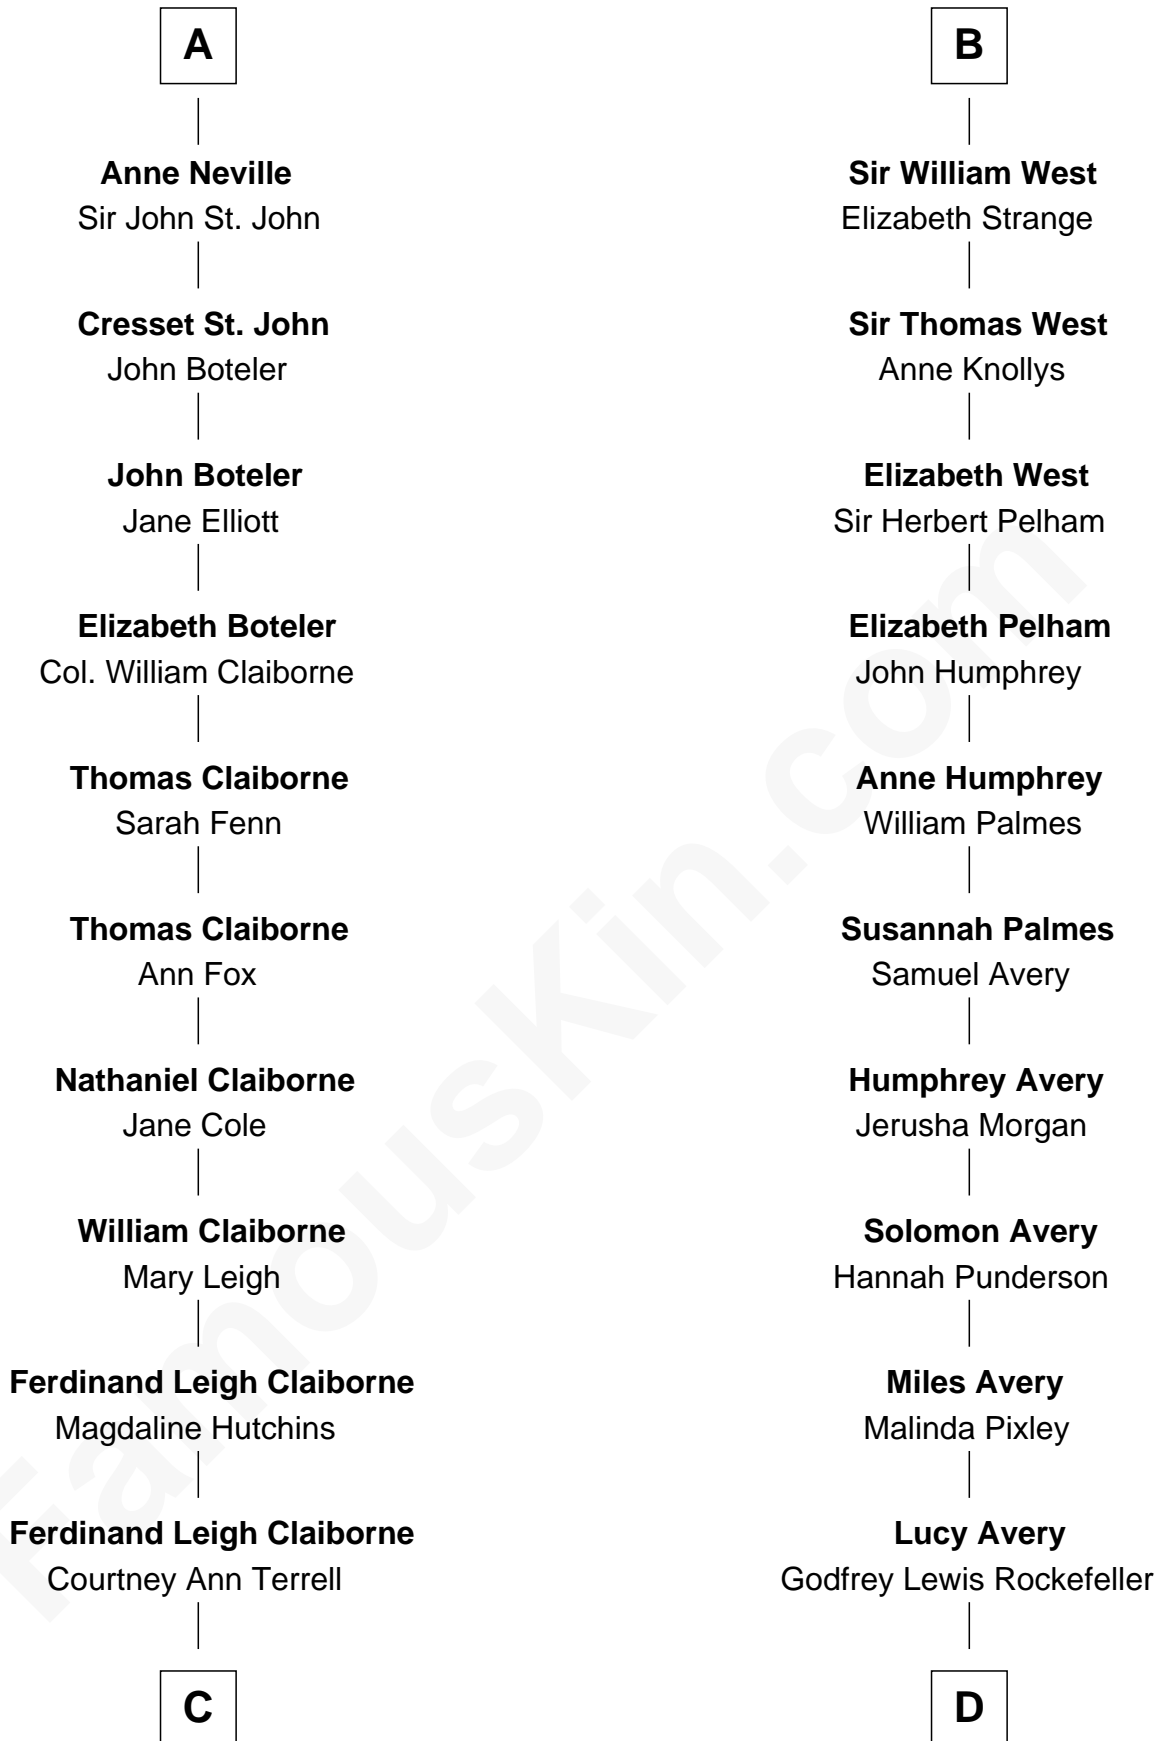 A
Anne Neville
Sir John St. John
Cresset St. John
John Boteler
John Boteler
Jane Elliott
Elizabeth Boteler
Col. William Claiborne
Thomas Claiborne
Sarah Fenn
Thomas Claiborne
Ann Fox
Nathaniel Claiborne
Jane Cole
William Claiborne
Mary Leigh
Ferdinand Leigh Claiborne
Magdaline Hutchins
Ferdinand Leigh Claiborne
Courtney Ann Terrell
C
B
Sir William West
Elizabeth Strange
Sir Thomas West
Anne Knollys
Elizabeth West
Sir Herbert Pelham
Elizabeth Pelham
John Humphrey
Anne Humphrey
William Palmes
Susannah Palmes
Samuel Avery
Humphrey Avery
Jerusha Morgan
Solomon Avery
Hannah Punderson
Miles Avery
Malinda Pixley
Lucy Avery
Godfrey Lewis Rockefeller
D
FamousKin.com